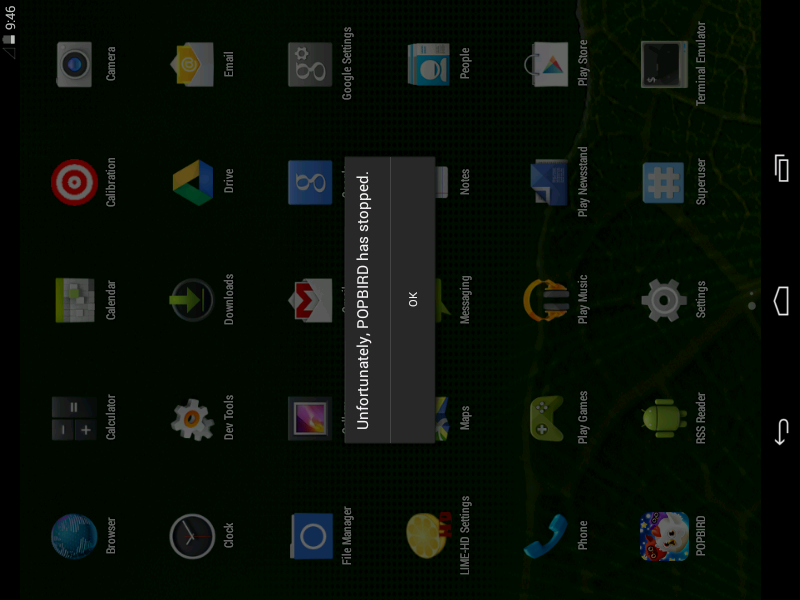 9:46
Browser Calculator Calendar Calibration Camera
Clock Dev Tools Downloads Drive Email
File Manager Google Settings
Unfortunately, POPBIRD has stopped.
OK
LIME-HD Settings Maps Messaging Notes People
Phone Play Games Play Music Play Newsstand Play Store
POPBIRD RSS Reader Settings Superuser Terminal Emulator